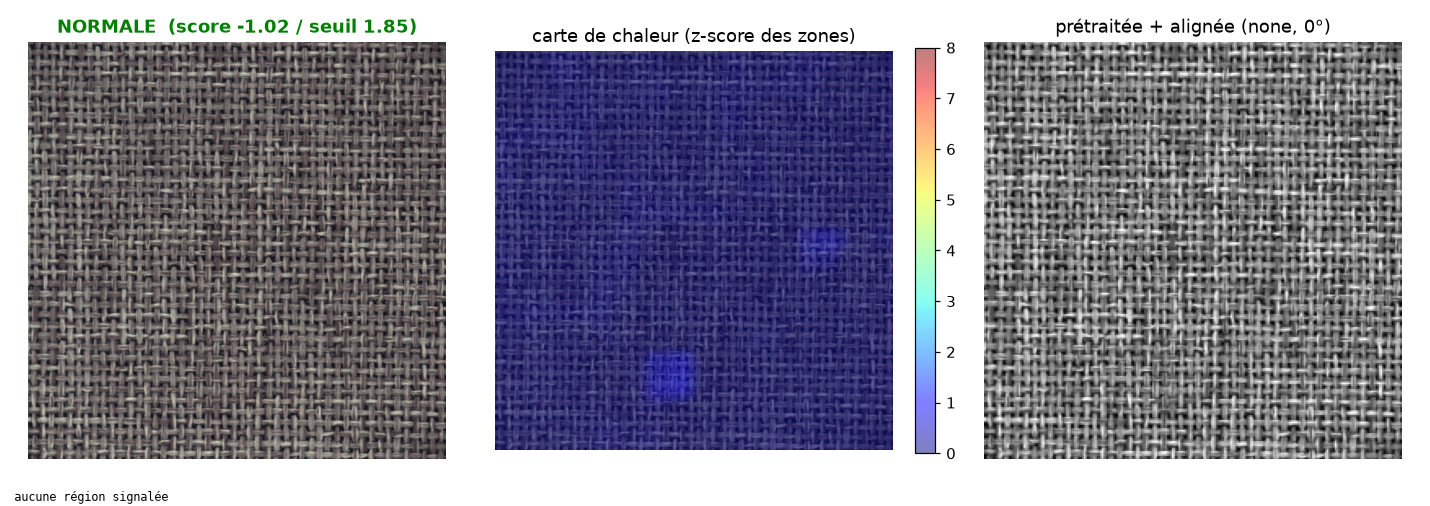 NORMALE  (score -1.02 / seuil 1.85)
carte de chaleur (z-score des zones)
prétraitée + alignée (none, 0°)
8
7
6
5
4
3
2
1
0
aucune région signalée